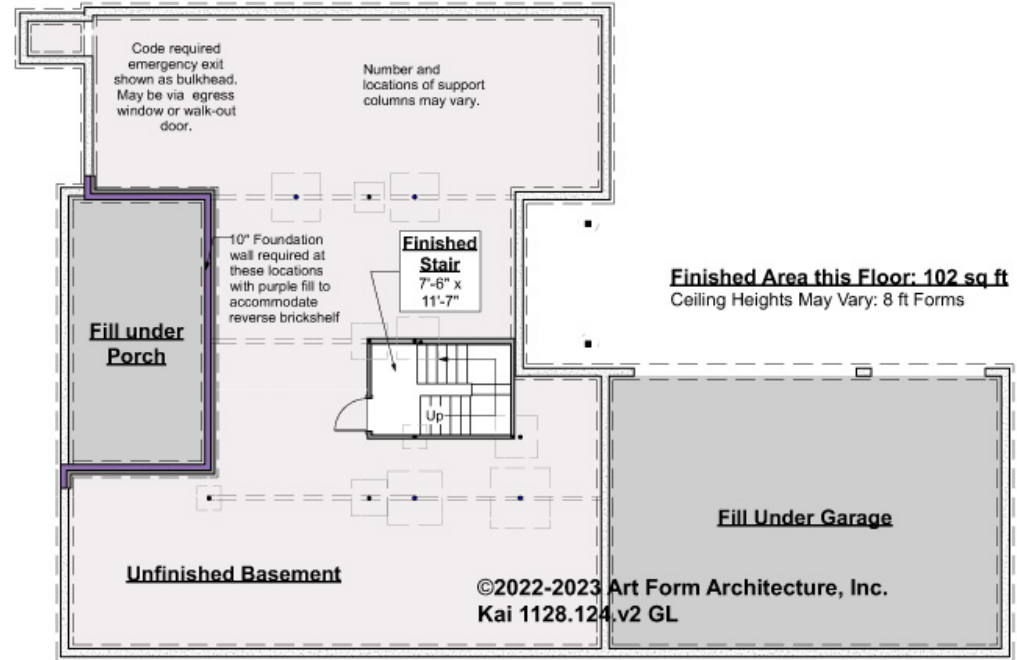 Code required
emergency exit
shown as bulkhead.
May be via egress
window or walk-out
door.
Number and
locations of support
columns may vary.
10" Foundation
wall required at
these locations
with purple fill to
accommodate
reverse brickshelf
Finished
Stair
7'-6" x
11'-7"
Finished Area this Floor: 102 sq ft
Ceiling Heights May Vary: 8 ft Forms
Fill under
Porch
Up
Fill Under Garage
Unfinished Basement
©2022-2023 Art Form Architecture, Inc.
Kai 1128.124.v2 GL